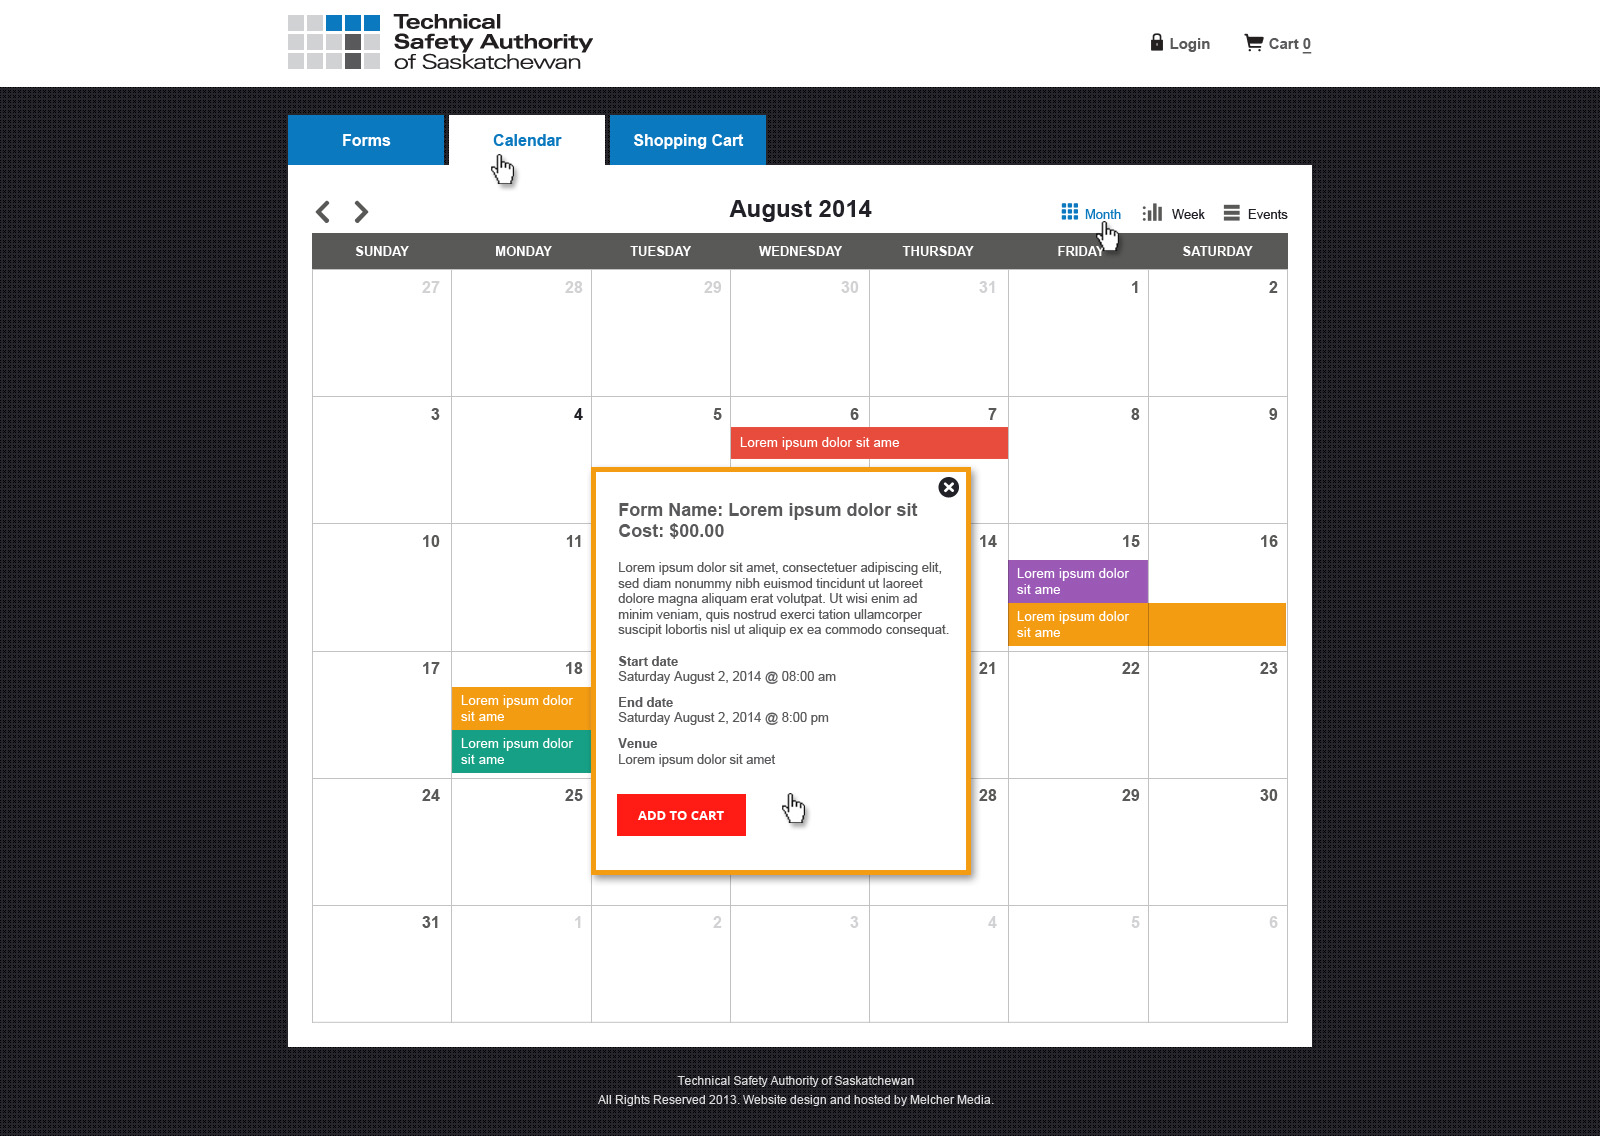 Technical
Safety Authority
of Saskatchewan
Login
Cart 0
Forms
Calendar
Shopping Cart
August 2014
Month
Week
Events
SUNDAY MONDAY TUESDAY WEDNESDAY THURSDAY FRIDAY SATURDAY
27 28 29 30 31 1 2
3 4 5 6 7 8 9
Lorem ipsum dolor sit ame
Form Name: Lorem ipsum dolor sit
Cost: $00.00
Lorem ipsum dolor sit amet, consectetuer adipiscing elit,
sed diam nonummy nibh euismod tincidunt ut laoreet
dolore magna aliquam erat volutpat. Ut wisi enim ad
minim veniam, quis nostrud exerci tation ullamcorper
suscipit lobortis nisl ut aliquip ex ea commodo consequat.
Start date
Saturday August 2, 2014 @ 08:00 am
End date
Saturday August 2, 2014 @ 8:00 pm
Venue
Lorem ipsum dolor sit amet
ADD TO CART
10 11 14 15 16
Lorem ipsum dolor
sit ame
Lorem ipsum dolor
sit ame
17 18 21 22 23
Lorem ipsum dolor
sit ame
Lorem ipsum dolor
sit ame
24 25 28 29 30
31 1 2 3 4 5 6
Technical Safety Authority of Saskatchewan
All Rights Reserved 2013. Website design and hosted by Melcher Media.